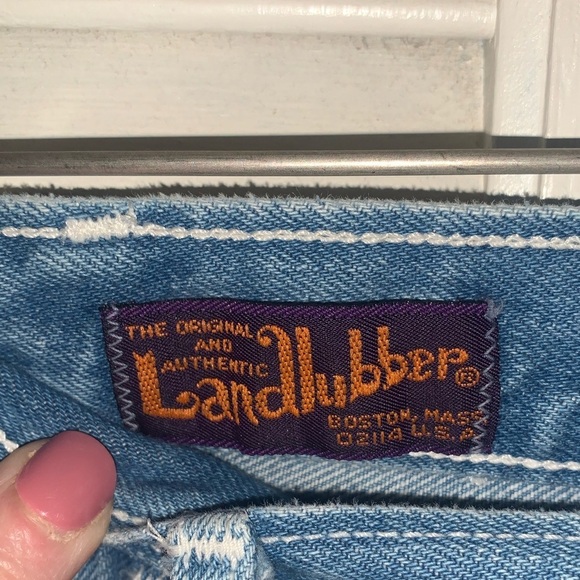 THE ORIGINAL
AND
AUTHENTIC
Landlubber®
BOSTON, MASS
02114 U.S.A